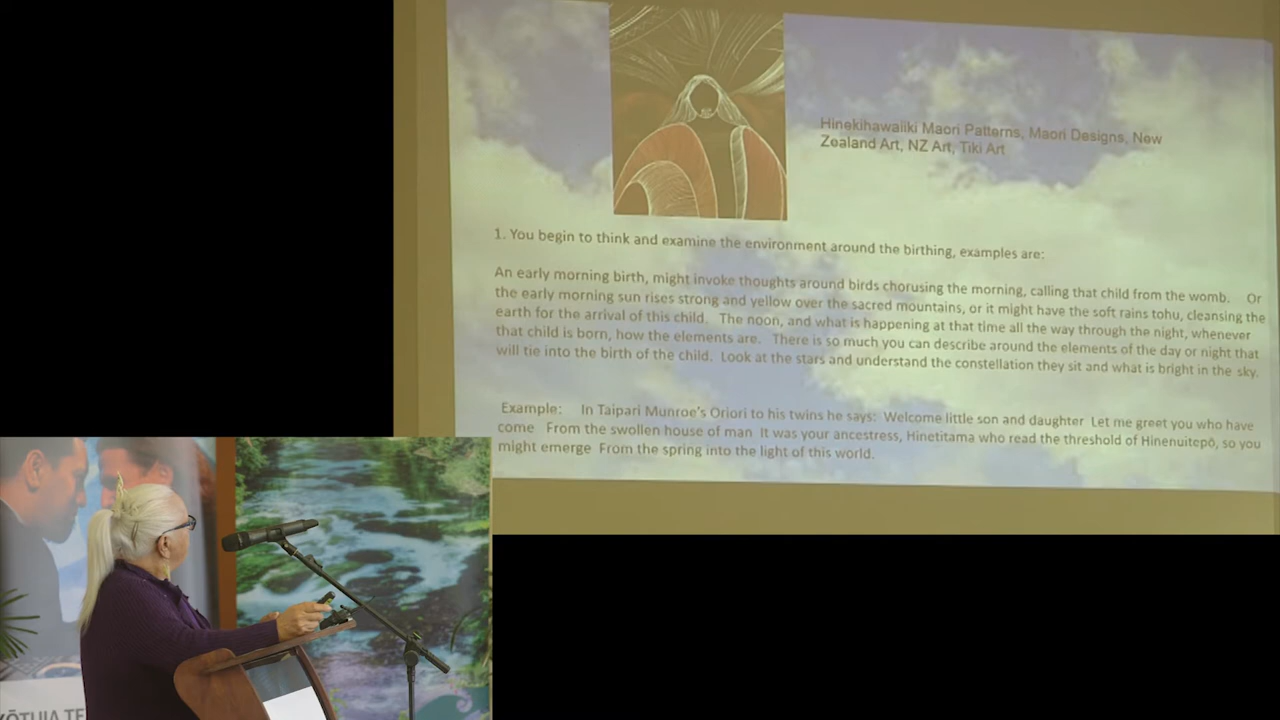 Hinekihawaiiki Maori Patterns, Maori Designs, New
Zealand Art, NZ Art, Tiki Art
1. You begin to think and examine the environment around the birthing, examples are:
An early morning birth, might invoke thoughts around birds chorusing the morning, calling that child from the womb. Or
the early morning sun rises strong and yellow over the sacred mountains, or it might have the soft rains tohu, cleansing the
earth for the arrival of this child. The noon, and what is happening at that time all the way through the night, whenever
that child is born, how the elements are. There is so much you can describe around the elements of the day or night that
will tie into the birth of the child. Look at the stars and understand the constellation they sit and what is bright in the sky.
Example: In Taipari Munroe's Oriori to his twins he says: Welcome little son and daughter Let me greet you who have
come From the swollen house of man It was your ancestress, Hinetitama who read the threshold of Hinenuitepō, so you
might emerge From the spring into the light of this world.
KŌTUIA TE